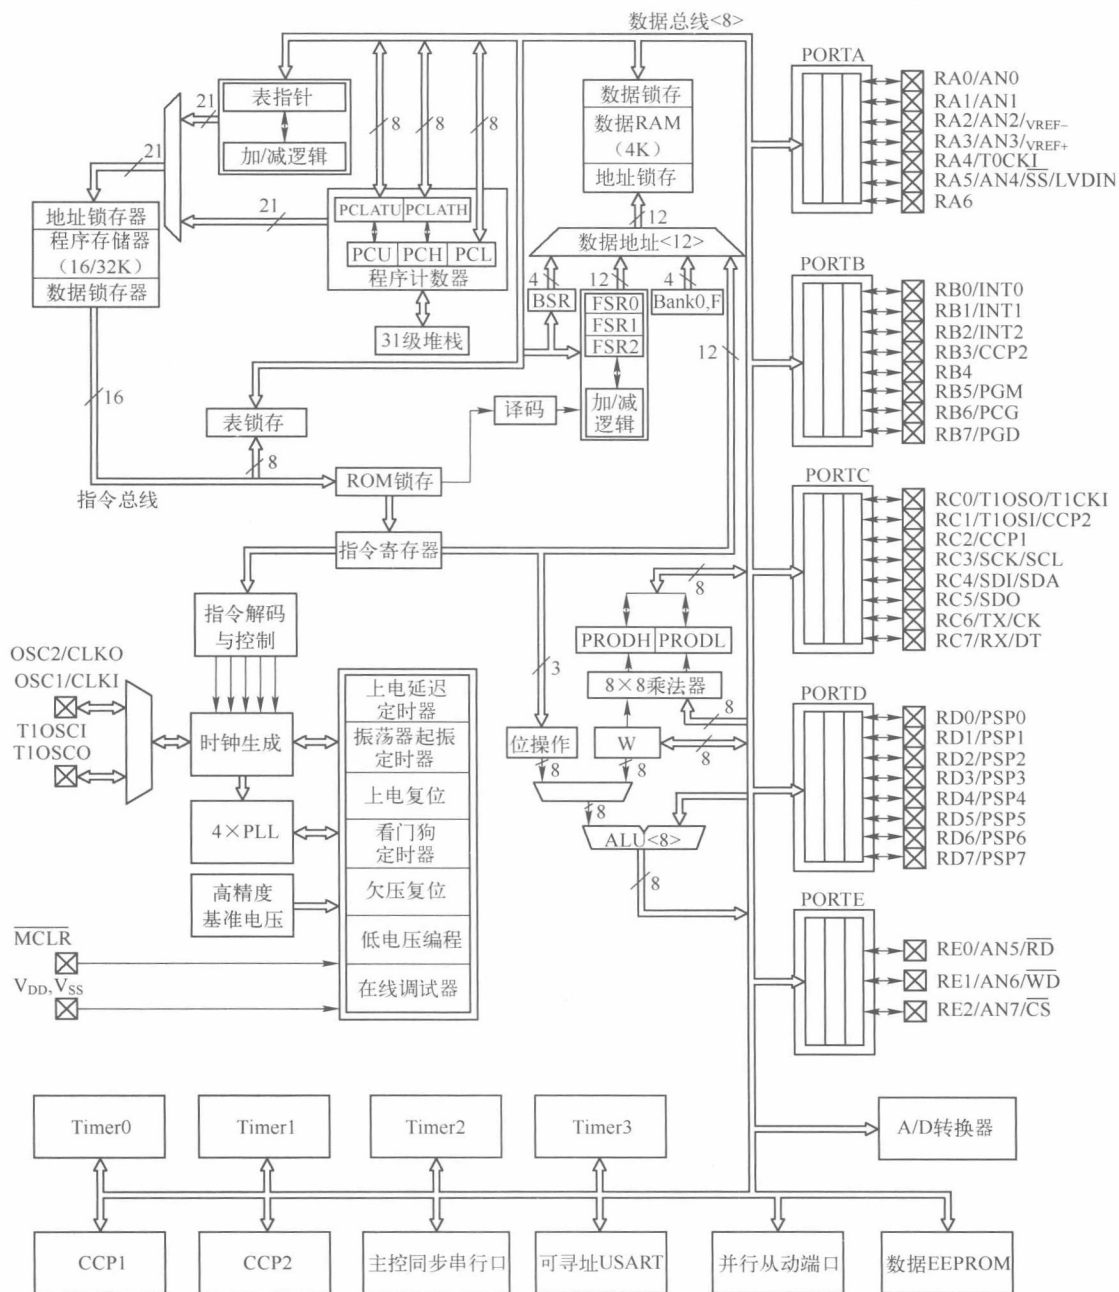 数据总线<8>
表指针
加/减逻辑
21
21
21
8
8
8
PCLATU
PCLATH
PCU
PCH
PCL
程序计数器
31级堆栈
地址锁存器
程序存储器
(16/32K)
数据锁存器
16
指令总线
表锁存
8
数据锁存
数据RAM
(4K)
地址锁存
12
数据地址<12>
4
12
4
BSR
FSR0
FSR1
FSR2
Bank0,F
12
加/减
逻辑
译码
ROM锁存
指令寄存器
指令解码
与控制
OSC2/CLKO
OSC1/CLKI
T1OSCI
T1OSCO
时钟生成
4×PLL
高精度
基准电压
MCLR
VDD,VSS
上电延迟
定时器
振荡器起振
定时器
上电复位
看门狗
定时器
欠压复位
低电压编程
在线调试器
3
8
PRODH
PRODL
8×8乘法器
8
位操作
W
8
8
8
8
ALU<8>
8
PORTA
RA0/AN0
RA1/AN1
RA2/AN2/VREF−
RA3/AN3/VREF+
RA4/T0CKI
RA5/AN4/SS/LVDIN
RA6
PORTB
RB0/INT0
RB1/INT1
RB2/INT2
RB3/CCP2
RB4
RB5/PGM
RB6/PCG
RB7/PGD
PORTC
RC0/T1OSO/T1CKI
RC1/T1OSI/CCP2
RC2/CCP1
RC3/SCK/SCL
RC4/SDI/SDA
RC5/SDO
RC6/TX/CK
RC7/RX/DT
PORTD
RD0/PSP0
RD1/PSP1
RD2/PSP2
RD3/PSP3
RD4/PSP4
RD5/PSP5
RD6/PSP6
RD7/PSP7
PORTE
RE0/AN5/RD
RE1/AN6/WD
RE2/AN7/CS
Timer0
Timer1
Timer2
Timer3
A/D转换器
CCP1
CCP2
主控同步串行口
可寻址USART
并行从动端口
数据EEPROM